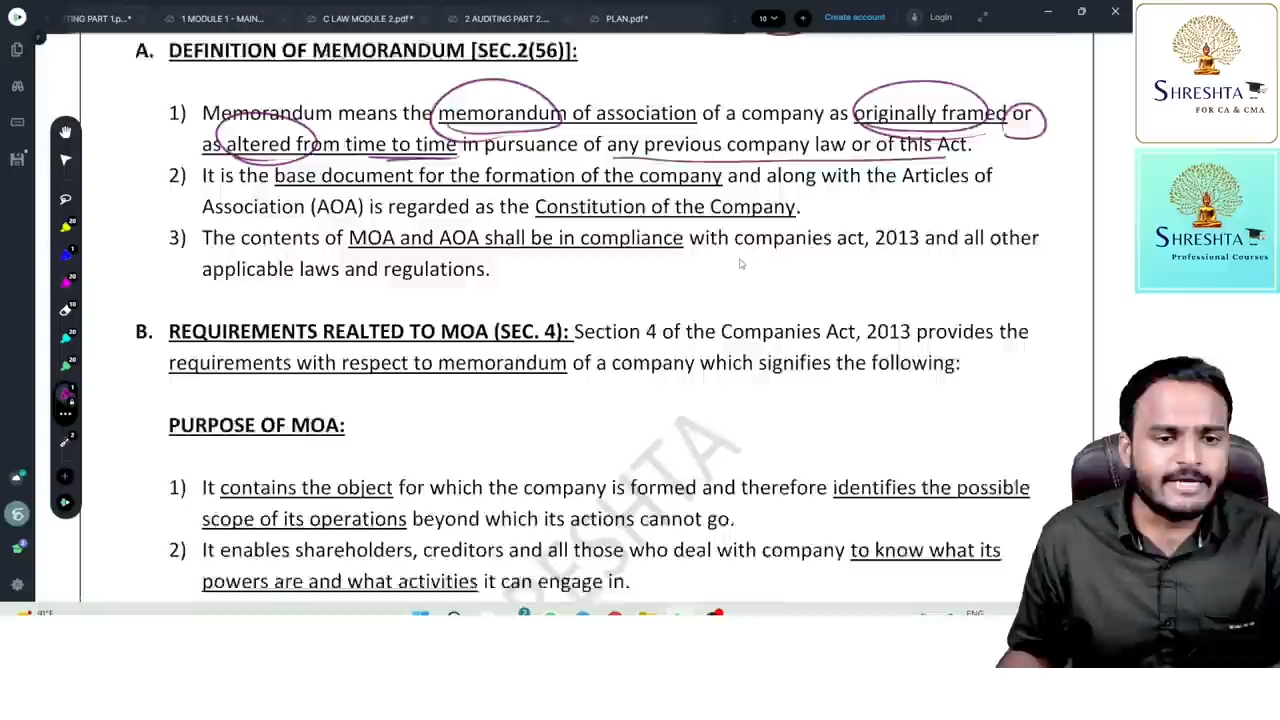 TING PART 1.p...*
1 MODULE 1 - MAIN...
C LAW MODULE 2.pdf*
2 AUDITING PART 2....
PLAN.pdf*
10
Create account
Login
A. DEFINITION OF MEMORANDUM [SEC.2(56)]:
1) Memorandum means the memorandum of association of a company as originally framed or
as altered from time to time in pursuance of any previous company law or of this Act.
2) It is the base document for the formation of the company and along with the Articles of
Association (AOA) is regarded as the Constitution of the Company.
3) The contents of MOA and AOA shall be in compliance with companies act, 2013 and all other
applicable laws and regulations.
B. REQUIREMENTS REALTED TO MOA (SEC. 4): Section 4 of the Companies Act, 2013 provides the
requirements with respect to memorandum of a company which signifies the following:
PURPOSE OF MOA:
1) It contains the object for which the company is formed and therefore identifies the possible
scope of its operations beyond which its actions cannot go.
2) It enables shareholders, creditors and all those who deal with company to know what its
powers are and what activities it can engage in.
RESHTA
ENG
SHRESHTA
FOR CA & CMA
SHRESHTA
Professional Courses